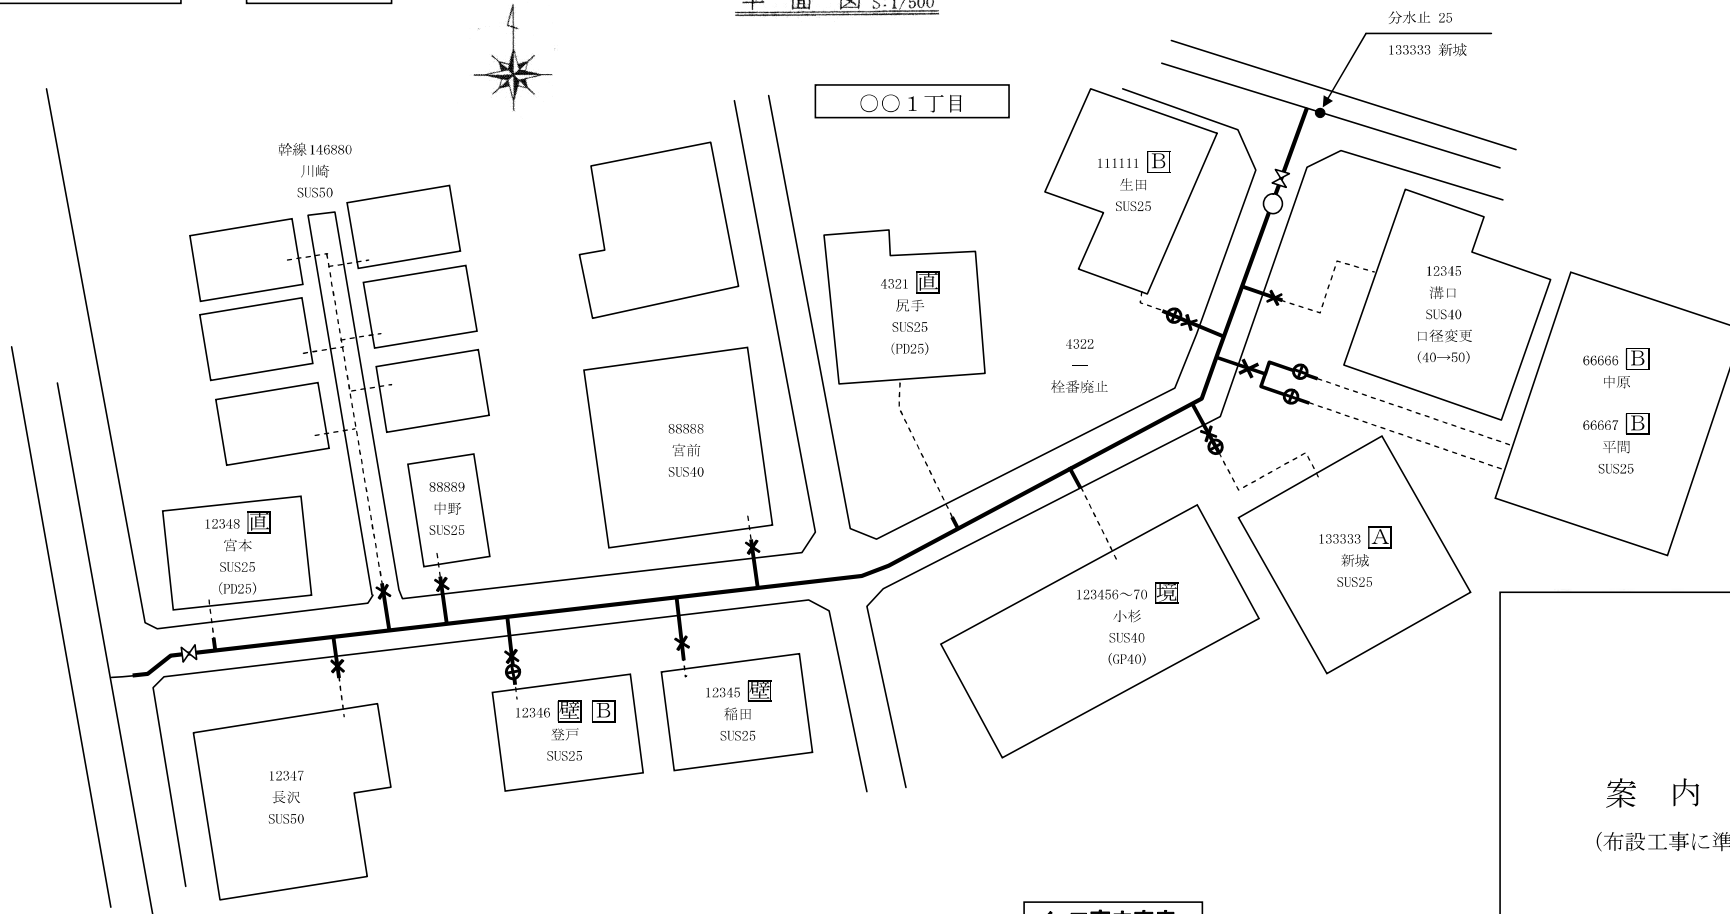 平 面 図 S:1/500
分水止 25
133333 新城
○○1丁目
幹線146880
川崎
SUS50
111111 B
生田
SUS25
4321 直
尻手
SUS25
(PD25)
4322
―
栓番廃止
12345
溝口
SUS40
口径変更
(40→50)
66666 B
中原
66667 B
平間
SUS25
88888
宮前
SUS40
88889
中野
SUS25
12348 直
宮本
SUS25
(PD25)
133333 A
新城
SUS25
123456～70 境
小杉
SUS40
(GP40)
12346 壁 B
登戸
SUS25
12345 壁
稲田
SUS25
12347
長沢
SUS50
案 内
(布設工事に準